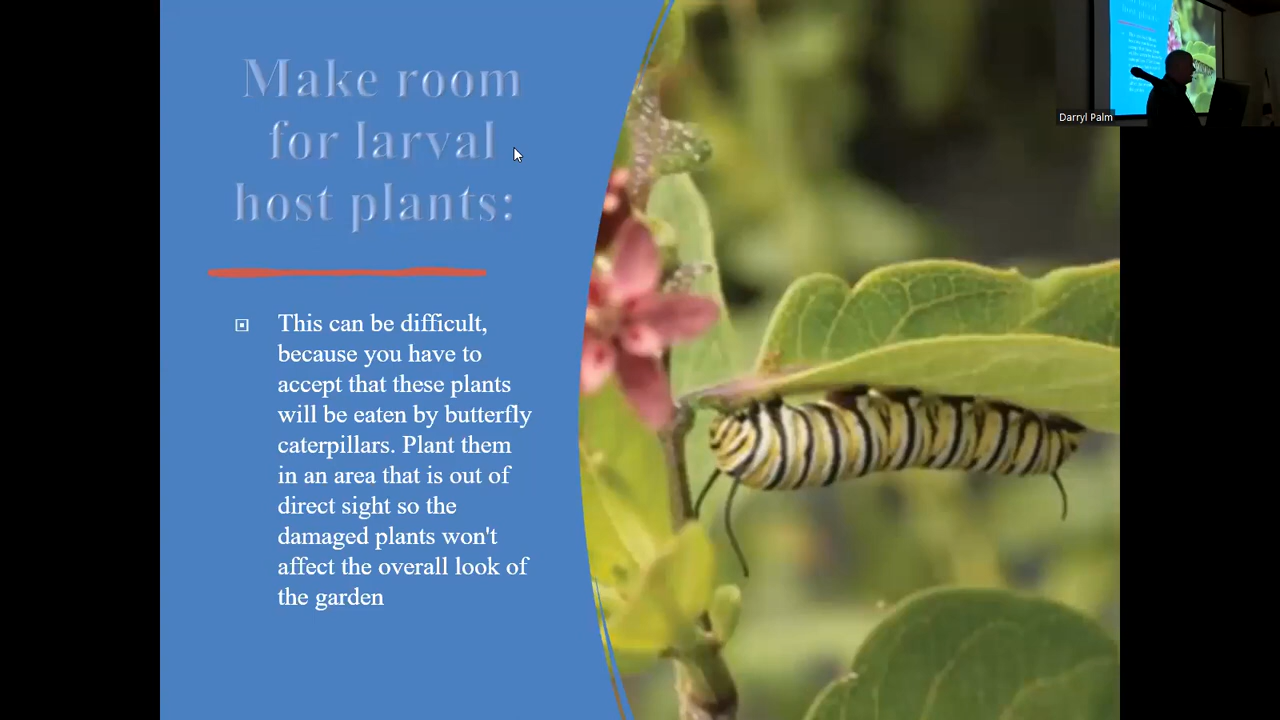 Make room
for larval
host plants:
This can be difficult,
because you have to
accept that these plants
will be eaten by butterfly
caterpillars. Plant them
in an area that is out of
direct sight so the
damaged plants won't
affect the overall look of
the garden
Darryl Palm